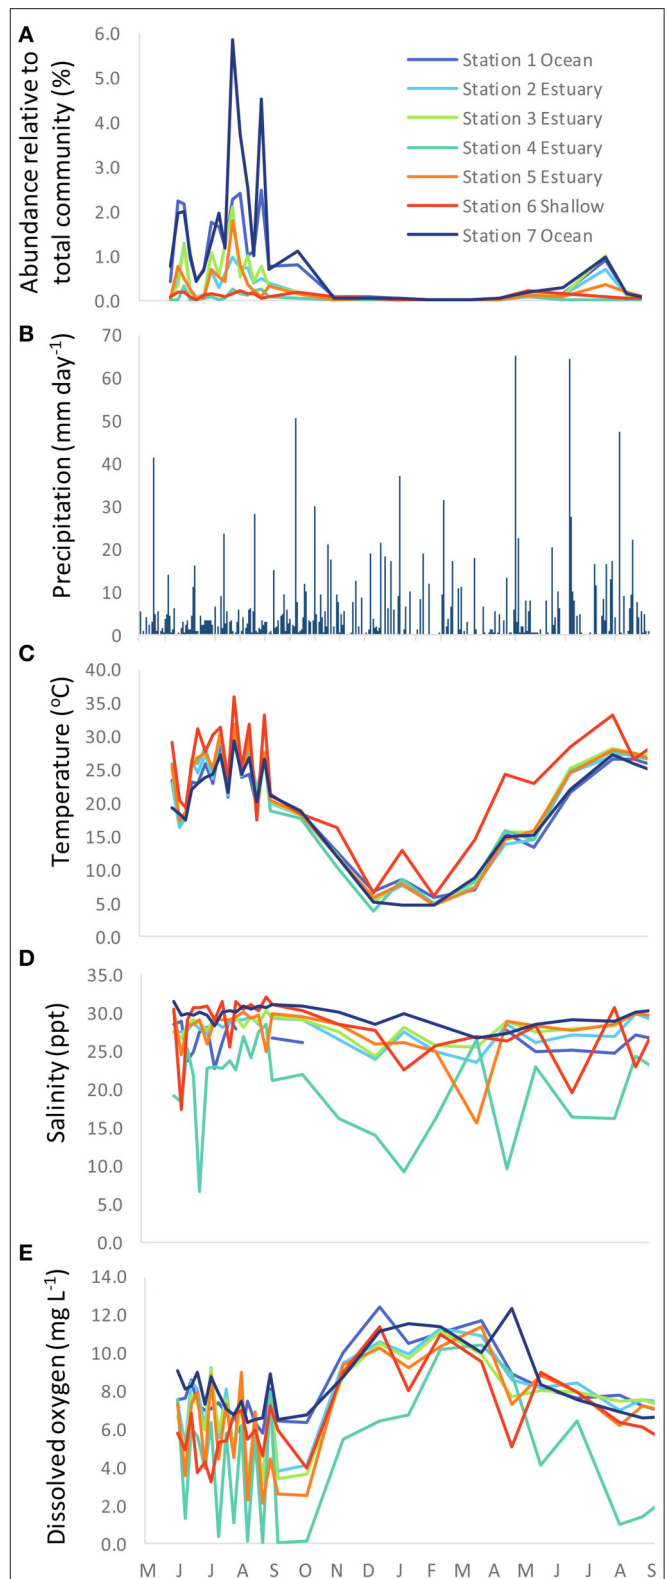 A
Abundance relative to
total community (%)
6.0
5.0
4.0
3.0
2.0
1.0
0.0
Station 1 Ocean
Station 2 Estuary
Station 3 Estuary
Station 4 Estuary
Station 5 Estuary
Station 6 Shallow
Station 7 Ocean
B
Precipitation (mm day-1)
70
60
50
40
30
20
10
0
C
Temperature (oC)
40.0
35.0
30.0
25.0
20.0
15.0
10.0
5.0
0.0
D
Salinity (ppt)
35.0
30.0
25.0
20.0
15.0
10.0
5.0
0.0
E
Dissolved oxygen (mg L-1)
14.0
12.0
10.0
8.0
6.0
4.0
2.0
0.0
M J J A S O N D J F M A M J J A S